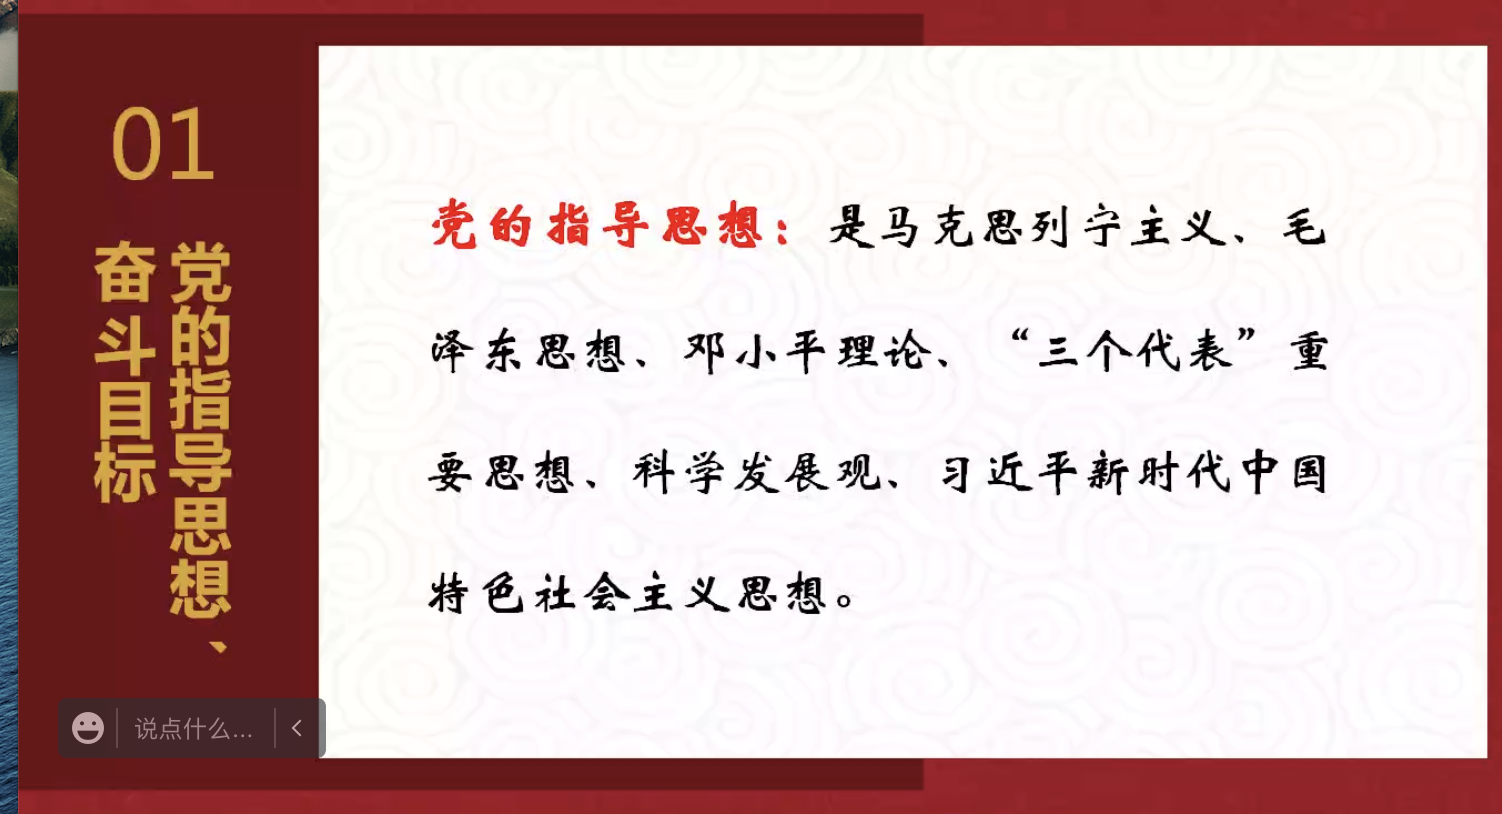 01
党的指导思想、
奋斗目标
党的指导思想：是马克思列宁主义、毛
泽东思想、邓小平理论、“三个代表”重
要思想、科学发展观、习近平新时代中国
特色社会主义思想。
说点什么...